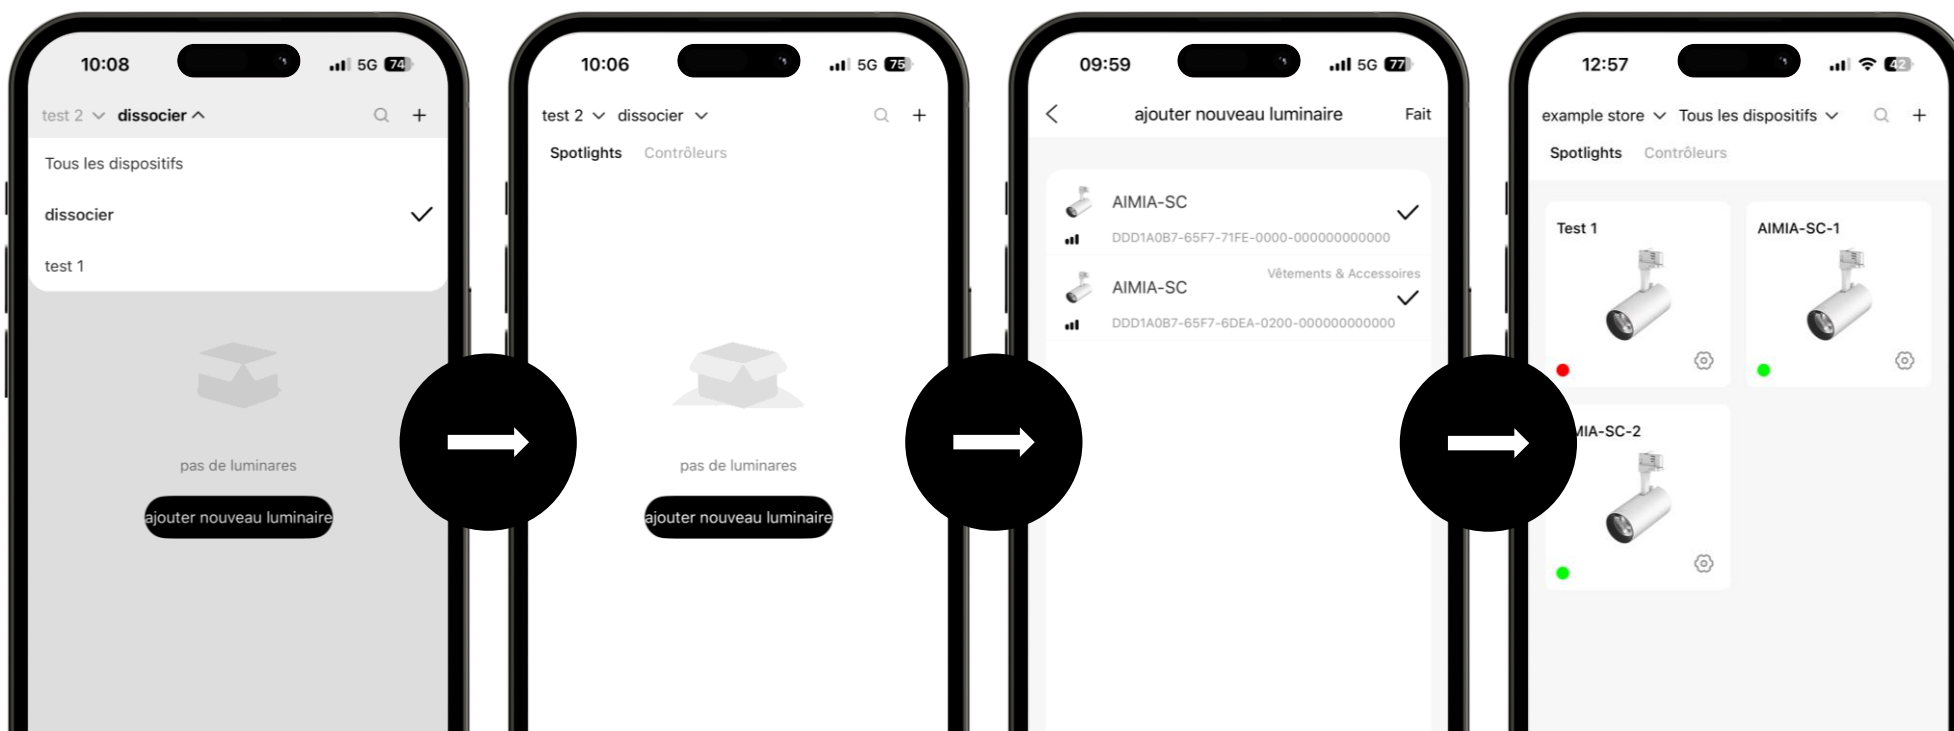 10:08 5G 74
test 2 dissocier
Tous les dispositifs
dissocier
test 1
pas de luminares
ajouter nouveau luminaire
10:06 5G 75
test 2 dissocier
Spotlights Contrôleurs
pas de luminares
ajouter nouveau luminaire
09:59 5G 77
ajouter nouveau luminaire Fait
AIMIA-SC
DDD1A0B7-65F7-71FE-0000-000000000000
Vêtements & Accessoires
AIMIA-SC
DDD1A0B7-65F7-6DEA-0200-000000000000
12:57 42
example store Tous les dispositifs
Spotlights Contrôleurs
Test 1 AIMIA-SC-1
MIA-SC-2